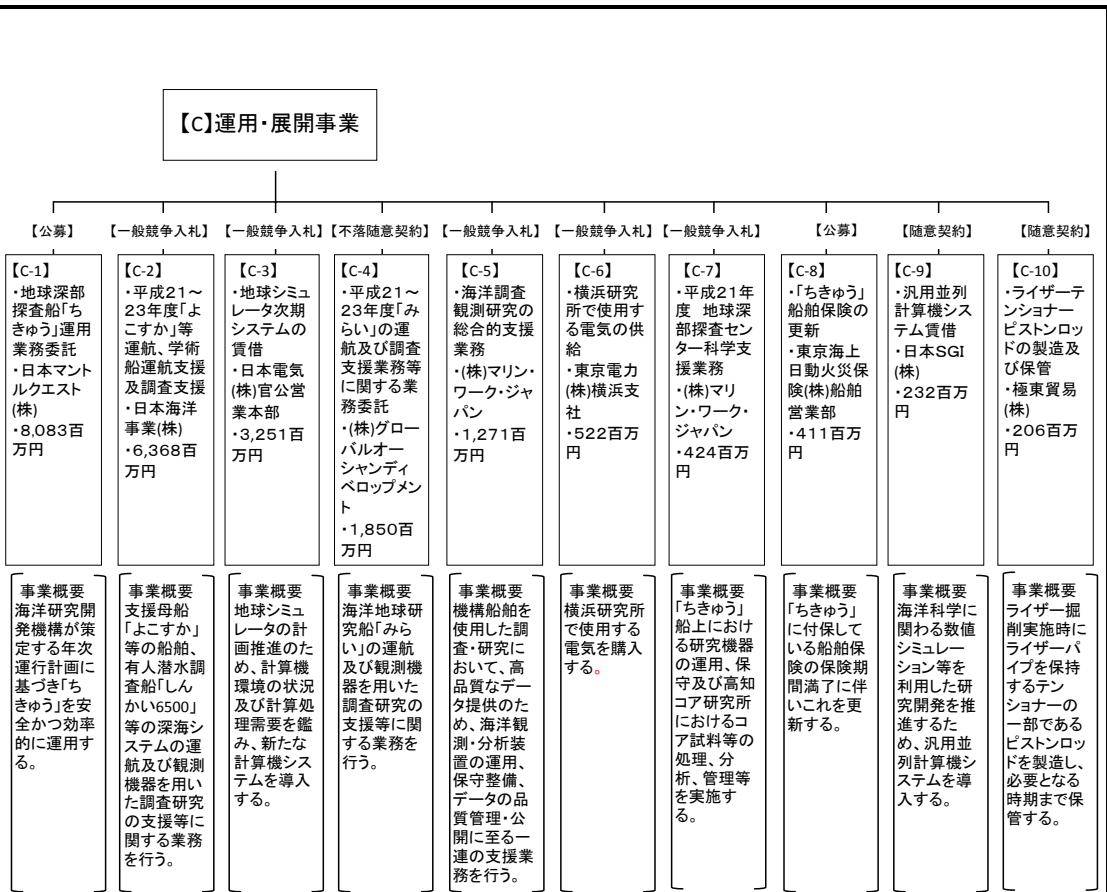 【C】運用・展開事業
【公募】
【C-1】
・地球深部
探査船「ち
きゅう」運用
業務委託
・日本マント
ルクエスト
(株)
・8,083百
万円
事業概要
海洋研究開
発機構が策
定する年次
運行計画に
基づき「ち
きゅう」を安
全かつ効率
的に運用す
る。
【一般競争入札】
【C-2】
・平成21～
23年度「よ
こすか」等
運航、学術
船運航支援
及び調査支援
・日本海洋
事業(株)
・6,368百
万円
事業概要
支援母船
「よこすか」
等の船舶、
有人潜水調
査船「しん
かい6500」
等の深海シ
ステムの運
航及び観測
機器を用い
た調査研究
の支援等に
関する業務
を行う。
【一般競争入札】
【C-3】
・地球シミュ
レータ次期
システムの
賃借
・日本電気
(株)官公営
業本部
・3,251百
万円
事業概要
地球シミュ
レータの計
画推進のた
め、計算機
環境の状況
及び計算処
理需要を鑑
み、新たな
計算機シス
テムを導入
する。
【不落随意契約】
【C-4】
・平成21～
23年度「み
らい」の運
航及び調査
支援業務等
に関する業
務委託
・(株)グロー
バルオー
シャンディ
ベロップメン
ト
・1,850百
万円
事業概要
海洋地球研
究船「みら
い」の運航
及び観測機
器を用いた
調査研究の
支援等に関
する業務を
行う。
【一般競争入札】
【C-5】
・海洋調査
観測研究の
総合的支援
業務
・(株)マリン・
ワーク・ジャ
パン
・1,271百
万円
事業概要
機構船舶を
使用した調
査・研究に
おいて、高
品質なデー
タ提供のた
め、海洋観
測・分析装
置の運用、
保守整備、
データの品
質管理・公
開に至る一
連の支援業
務を行う。
【一般競争入札】
【C-6】
・横浜研究
所で使用す
る電気の供
給
・東京電力
(株)横浜支
社
・522百万
円
事業概要
横浜研究所
で使用する
電気を購入
する。
【一般競争入札】
【C-7】
・平成21年
度 地球深
部探査セン
ター科学支
援業務
・(株)マリ
ン・ワーク・
ジャパン
・424百万
円
事業概要
「ちきゅう」
船上におけ
る研究機器
の運用、保
守及び高知
コア研究所
におけるコ
ア試料等の
処理、分
析、管理等
を実施す
る。
【公募】
【C-8】
・「ちきゅう」
船舶保険の
更新
・東京海上
日動火災保
険(株)船舶
営業部
・411百万
円
事業概要
「ちきゅう」
に付保して
いる船舶保
険の保険期
間満了に伴
いこれを更
新する。
【随意契約】
【C-9】
・汎用並列
計算機シス
テム賃借
・日本SGI
(株)
・232百万
円
事業概要
海洋科学に
関わる数値
シミュレー
ション等を
利用した研
究開発を推
進するた
め、汎用並
列計算機シ
ステムを導
入する。
【随意契約】
【C-10】
・ライザーテ
ンショナー
ピストンロッ
ドの製造及
び保管
・極東貿易
(株)
・206百万
円
事業概要
ライザー掘
削実施時に
ライザーパ
イプを保持
するテン
ショナーの
一部である
ピストンロッ
ドを製造し、
必要となる
時期まで保
管する。